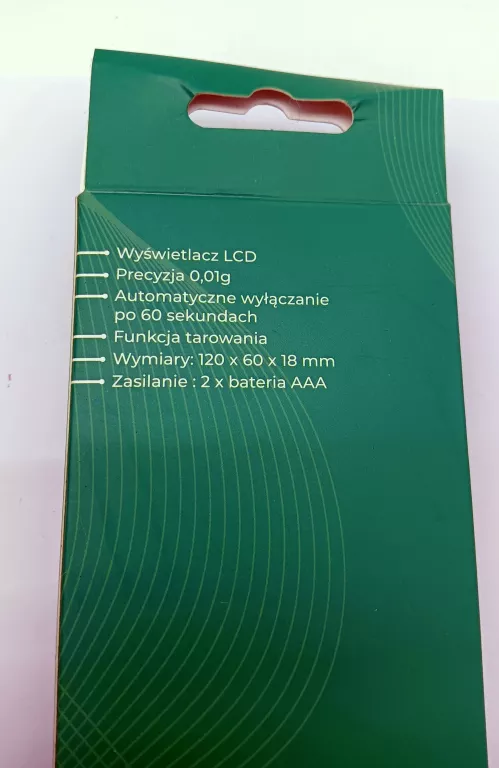 Wyświetlacz LCD
Precyzja 0,01g
Automatyczne wyłączanie
po 60 sekundach
Funkcja tarowania
Wymiary: 120 x 60 x 18 mm
Zasilanie : 2 x bateria AAA